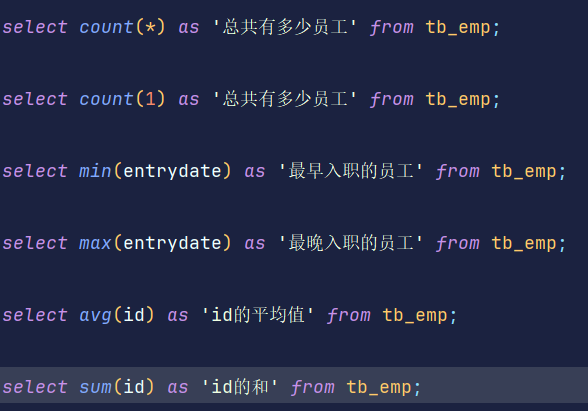 select count(*) as '总共有多少员工' from tb_emp;
select count(1) as '总共有多少员工' from tb_emp;
select min(entrydate) as '最早入职的员工' from tb_emp;
select max(entrydate) as '最晚入职的员工' from tb_emp;
select avg(id) as 'id的平均值' from tb_emp;
select sum(id) as 'id的和' from tb_emp;